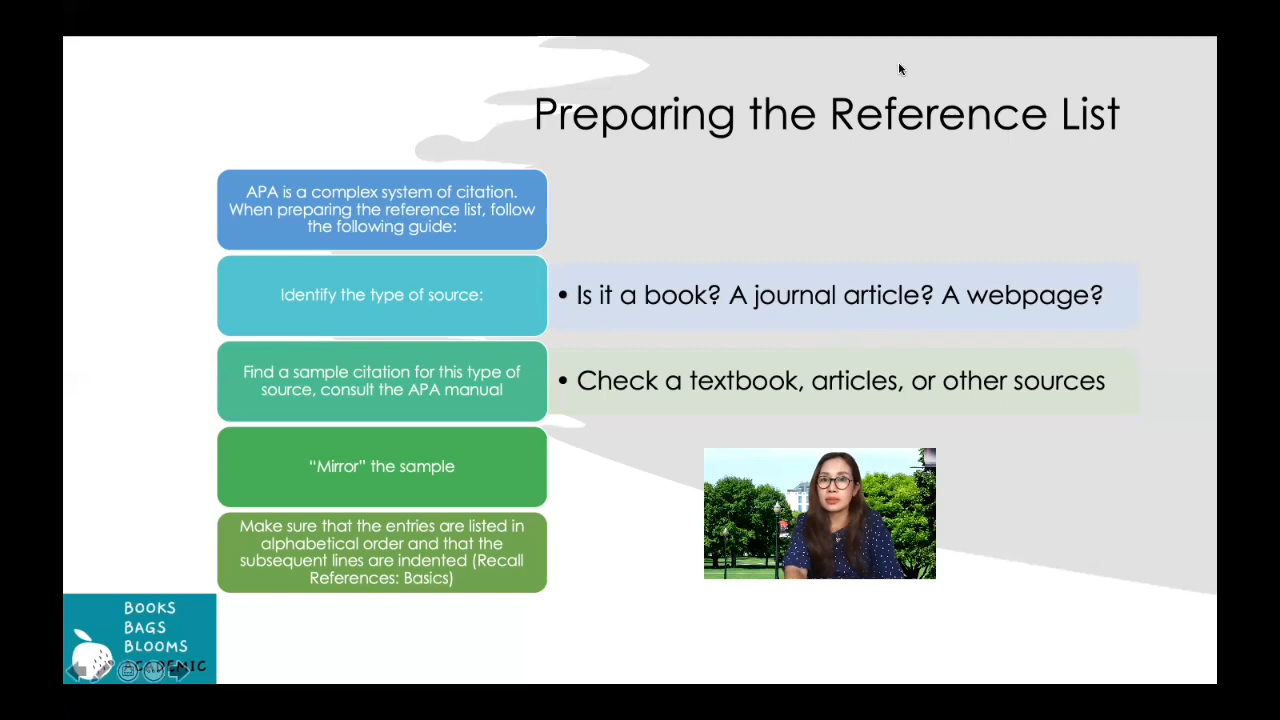 Preparing the Reference List
APA is a complex system of citation.
When preparing the reference list, follow
the following guide:
Identify the type of source:
• Is it a book? A journal article? A webpage?
Find a sample citation for this type of
source, consult the APA manual
• Check a textbook, articles, or other sources
“Mirror” the sample
Make sure that the entries are listed in
alphabetical order and that the
subsequent lines are indented (Recall
References: Basics)
BOOKS
BAGS
BLOOMS
ACADEMIC